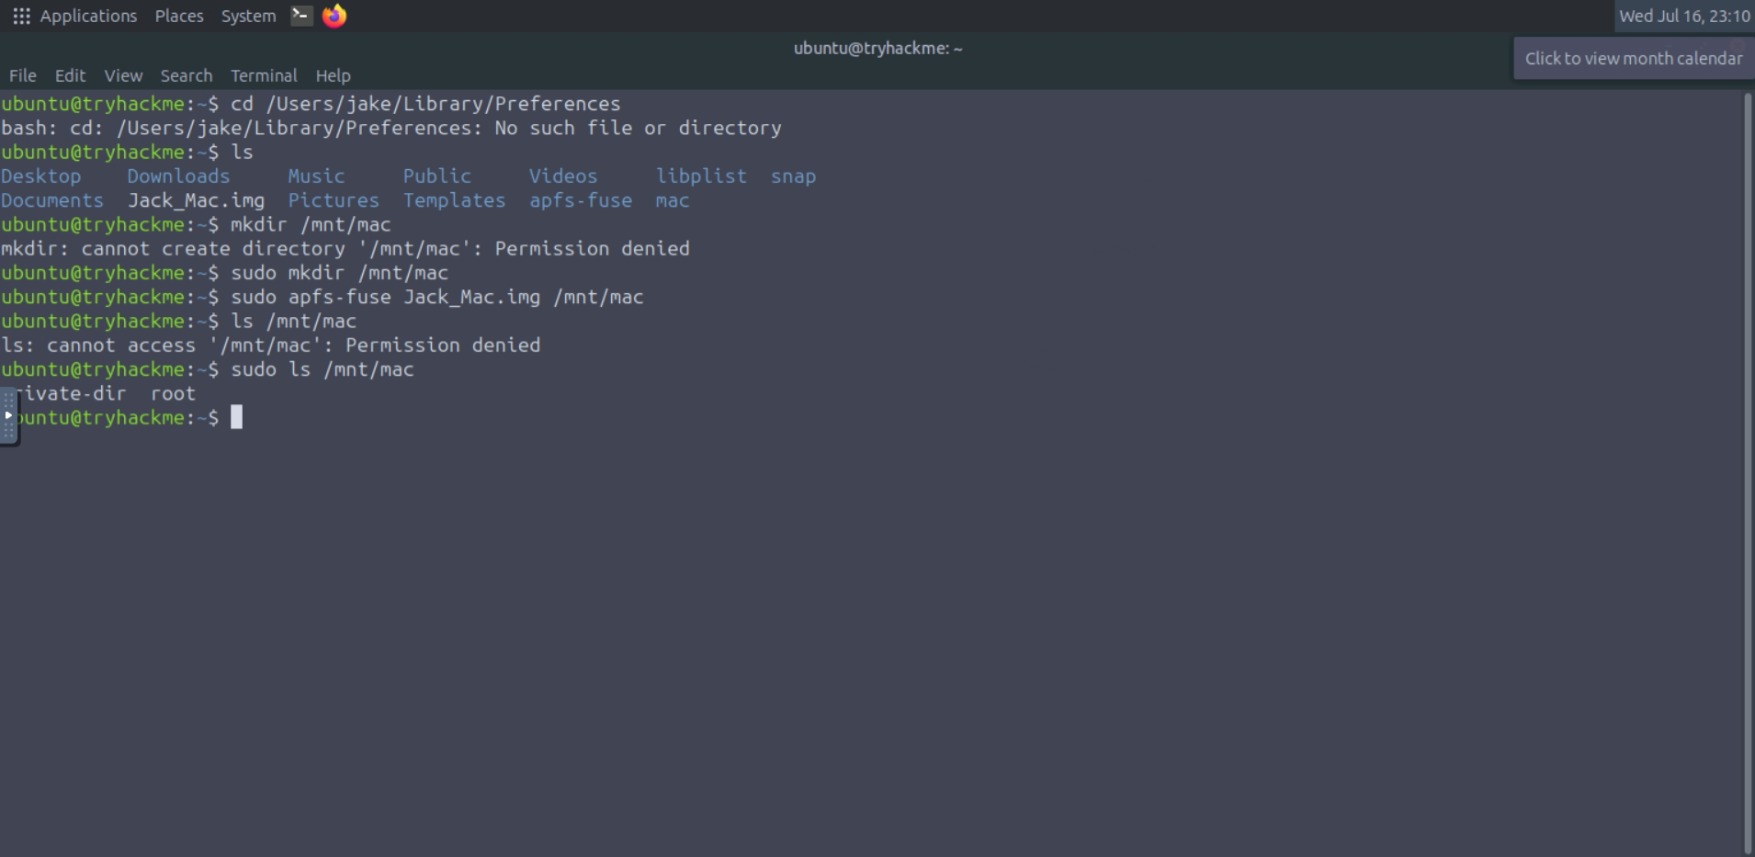 Applications Places System Wed Jul 16, 23:10
ubuntu@tryhackme: ~
Click to view month calendar
File Edit View Search Terminal Help
ubuntu@tryhackme:~$ cd /Users/jake/Library/Preferences
bash: cd: /Users/jake/Library/Preferences: No such file or directory
ubuntu@tryhackme:~$ ls
Desktop Downloads Music Public Videos libplist snap
Documents Jack_Mac.img Pictures Templates apfs-fuse mac
ubuntu@tryhackme:~$ mkdir /mnt/mac
mkdir: cannot create directory '/mnt/mac': Permission denied
ubuntu@tryhackme:~$ sudo mkdir /mnt/mac
ubuntu@tryhackme:~$ sudo apfs-fuse Jack_Mac.img /mnt/mac
ubuntu@tryhackme:~$ ls /mnt/mac
ls: cannot access '/mnt/mac': Permission denied
ubuntu@tryhackme:~$ sudo ls /mnt/mac
rivate-dir root
buntu@tryhackme:~$